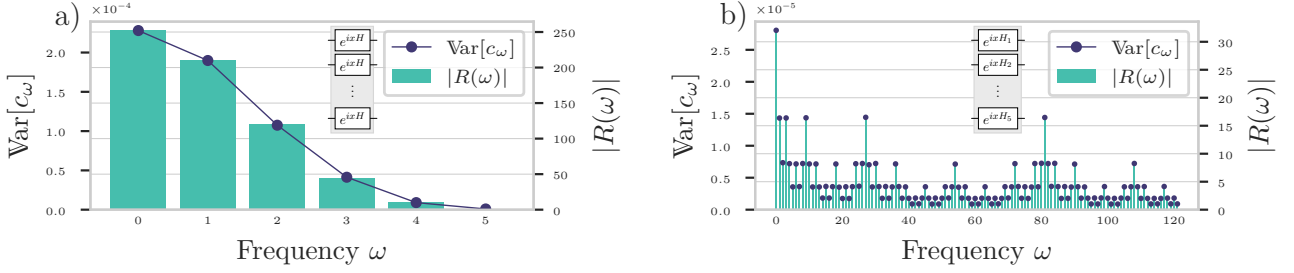 a)
×10⁻⁴
𝕍ar[c_ω]
2.0
1.5
1.0
0.5
0.0
e^{ixH}
e^{ixH}
⋮
e^{ixH}
𝕍ar[c_ω]
|R(ω)|
250
200
150
100
50
0
|R(ω)|
0 1 2 3 4 5
Frequency ω
b)
×10⁻⁵
𝕍ar[c_ω]
2.5
2.0
1.5
1.0
0.5
0.0
e^{ixH₁}
e^{ixH₂}
⋮
e^{ixH₅}
𝕍ar[c_ω]
|R(ω)|
30
25
20
15
10
5
0
|R(ω)|
0 20 40 60 80 100 120
Frequency ω